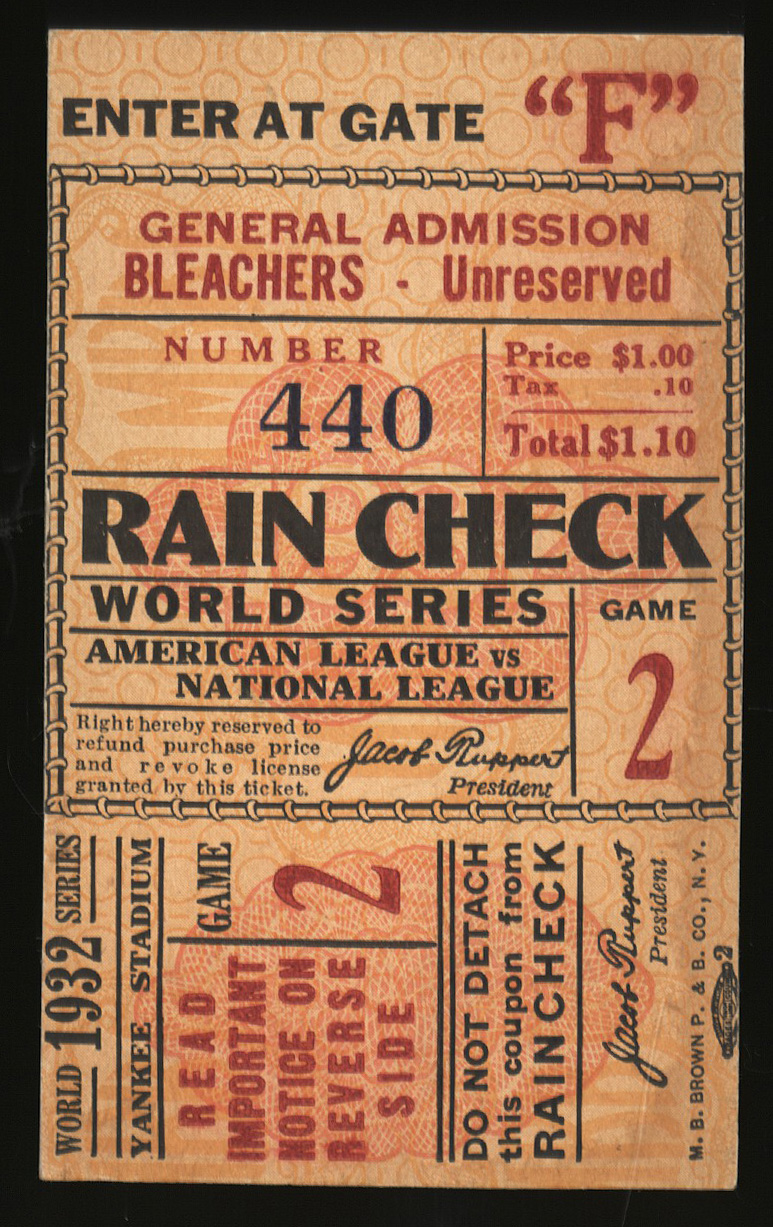 ENTER AT GATE "F"
GENERAL ADMISSION
BLEACHERS - Unreserved
NUMBER
440
Price $1.00
Tax .10
Total $1.10
RAIN CHECK
WORLD SERIES
AMERICAN LEAGUE VS
NATIONAL LEAGUE
GAME
2
Right hereby reserved to
refund purchase price
and revoke license
granted by this ticket.
Jacob Ruppert
President
WORLD 1932 SERIES
YANKEE STADIUM
GAME
2
READ
IMPORTANT
NOTICE ON
REVERSE
SIDE
DO NOT DETACH
this coupon from
RAINCHECK
Jacob Ruppert
President
M. B. BROWN P. & B. CO., N. Y.
2